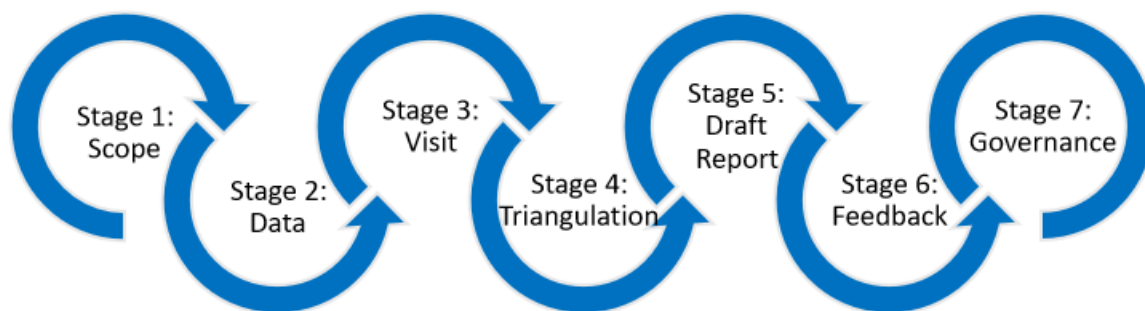 Stage 1:
Scope
Stage 2:
Data
Stage 3:
Visit
Stage 4:
Triangulation
Stage 5:
Draft
Report
Stage 6:
Feedback
Stage 7:
Governance